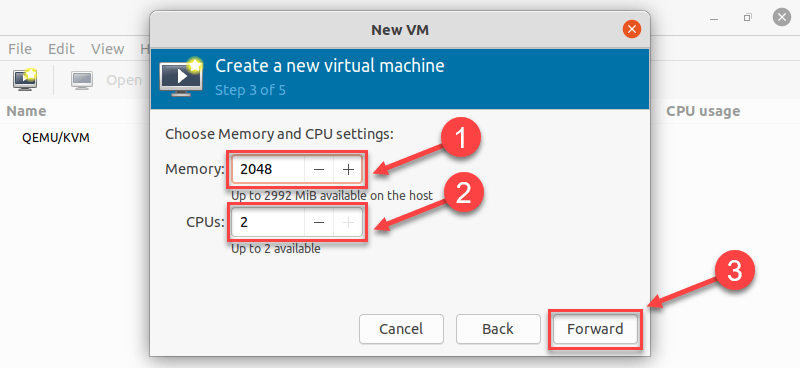 New VM
File Edit View H
Create a new virtual machine
Step 3 of 5
Open
Name
CPU usage
QEMU/KVM
Choose Memory and CPU settings:
1
Memory: 2048 − +
Up to 2992 MiB available on the host
2
CPUs: 2 − +
Up to 2 available
3
Cancel Back Forward